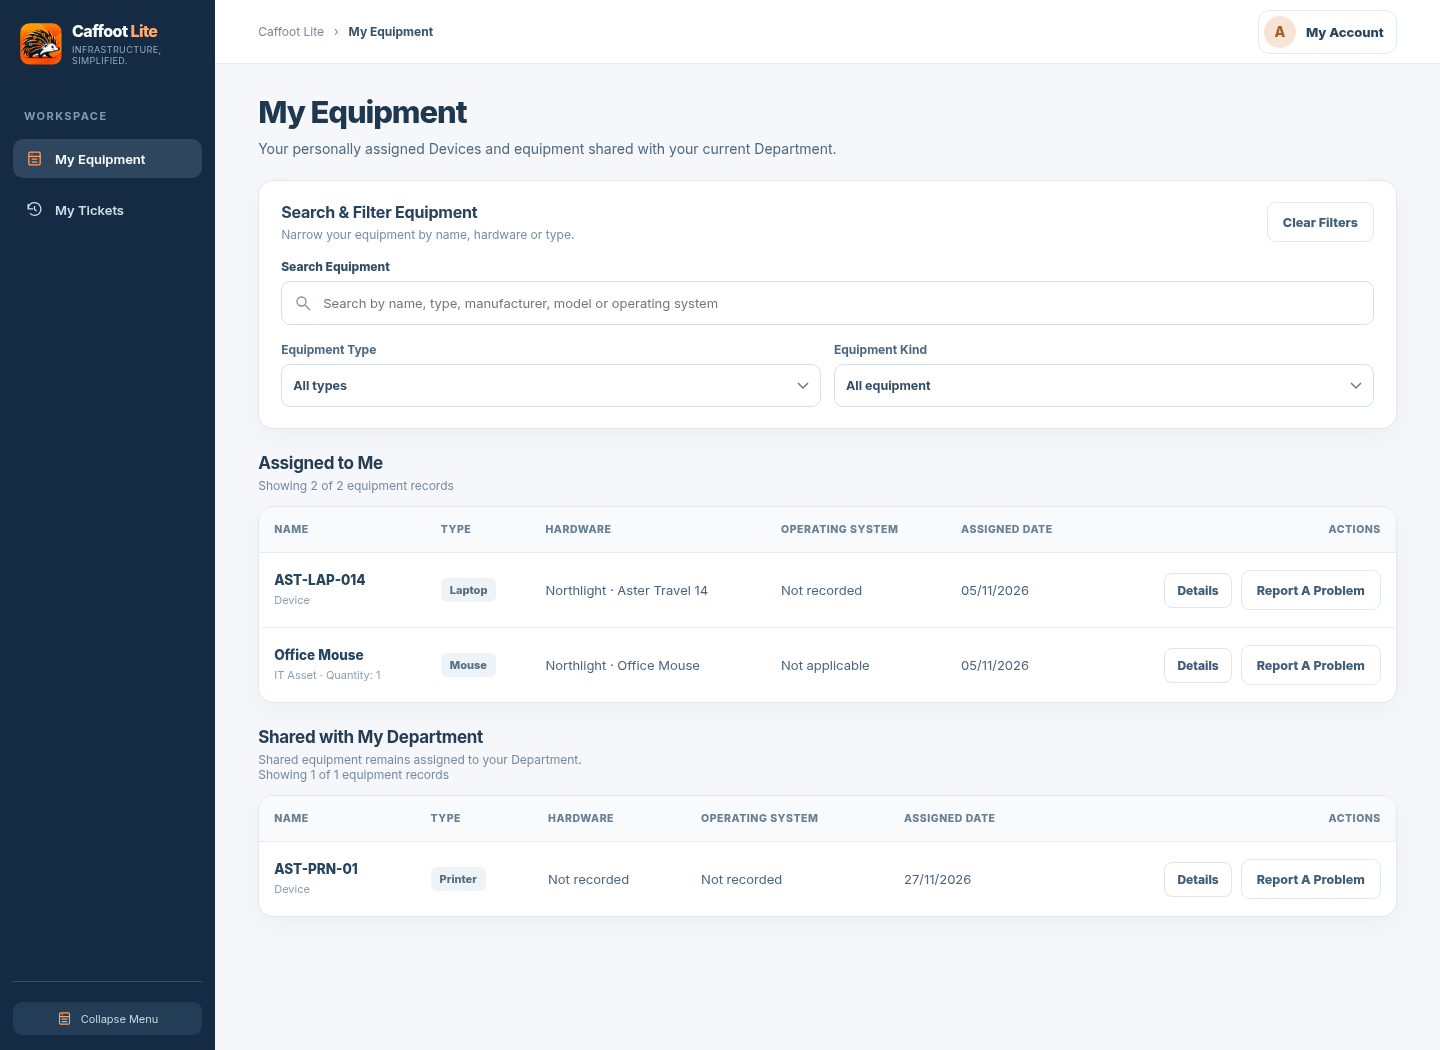 Caffoot Lite
INFRASTRUCTURE,
SIMPLIFIED.
WORKSPACE
My Equipment
My Tickets
Collapse Menu
Caffoot Lite › My Equipment
A My Account
My Equipment
Your personally assigned Devices and equipment shared with your current Department.
Search & Filter Equipment
Narrow your equipment by name, hardware or type.
Clear Filters
Search Equipment
Search by name, type, manufacturer, model or operating system
Equipment Type Equipment Kind
All types All equipment
Assigned to Me
Showing 2 of 2 equipment records
NAME TYPE HARDWARE OPERATING SYSTEM ASSIGNED DATE ACTIONS
AST-LAP-014
Device
Laptop Northlight · Aster Travel 14 Not recorded 05/11/2026 Details Report A Problem
Office Mouse
IT Asset · Quantity: 1
Mouse Northlight · Office Mouse Not applicable 05/11/2026 Details Report A Problem
Shared with My Department
Shared equipment remains assigned to your Department.
Showing 1 of 1 equipment records
NAME TYPE HARDWARE OPERATING SYSTEM ASSIGNED DATE ACTIONS
AST-PRN-01
Device
Printer Not recorded Not recorded 27/11/2026 Details Report A Problem